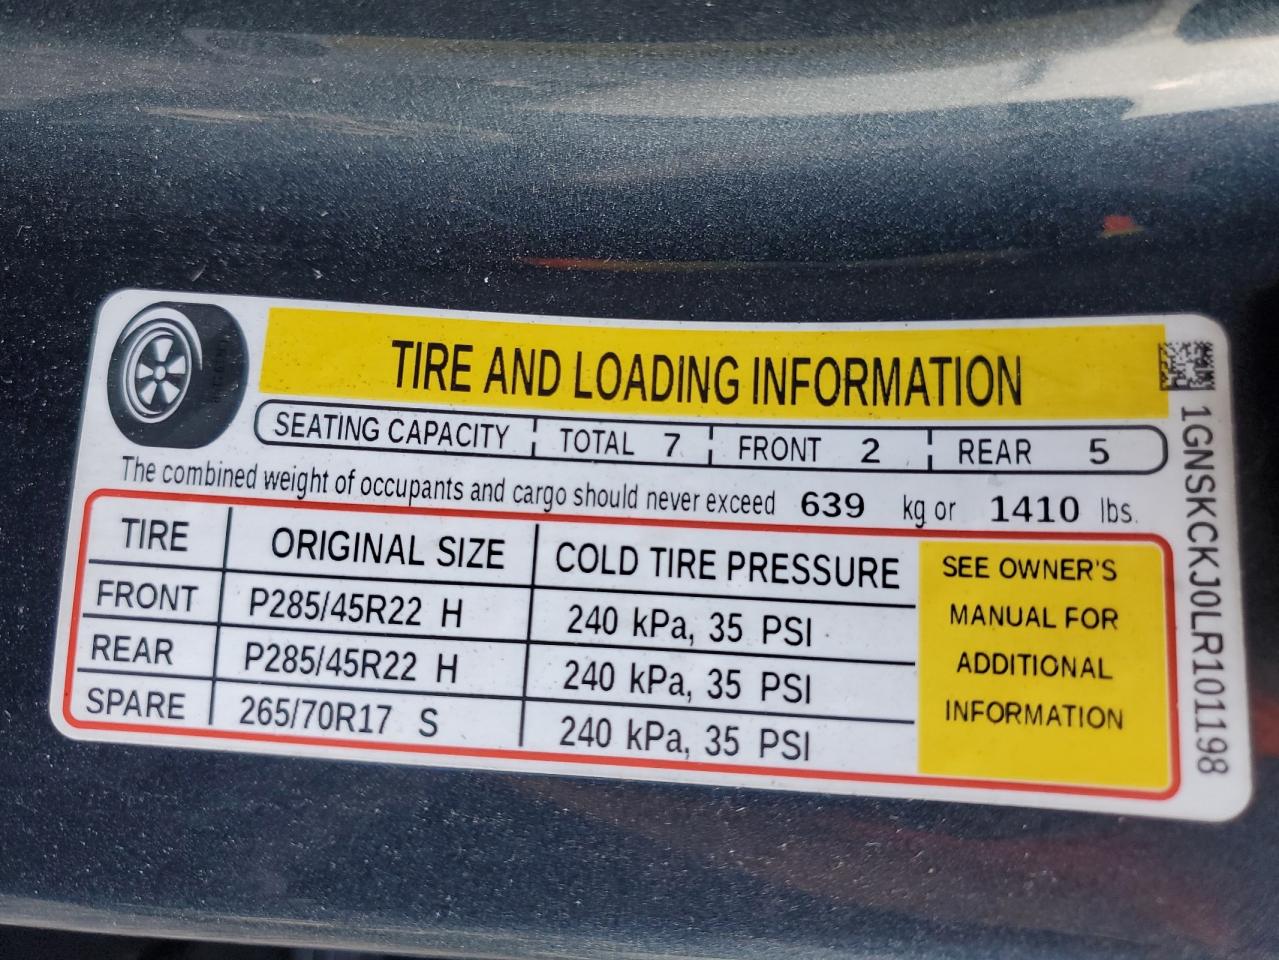 TIRE AND LOADING INFORMATION
SEATING CAPACITY TOTAL 7 FRONT 2 REAR 5
The combined weight of occupants and cargo should never exceed 639 kg or 1410 lbs.
TIRE ORIGINAL SIZE COLD TIRE PRESSURE
FRONT P285/45R22 H 240 kPa, 35 PSI
REAR P285/45R22 H 240 kPa, 35 PSI
SPARE 265/70R17 S 240 kPa, 35 PSI
SEE OWNER'S
MANUAL FOR
ADDITIONAL
INFORMATION
1GNSKCKJ0LR101198